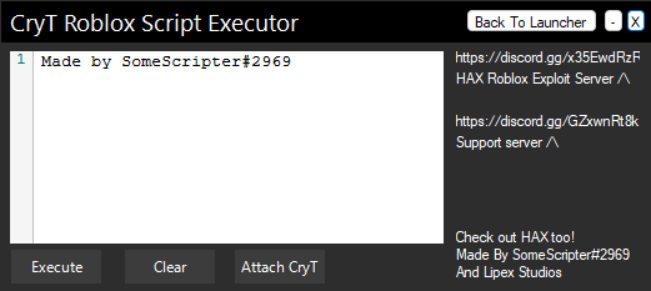 CryT Roblox Script Executor
Back To Launcher
-
X
1
Made by SomeScripter#2969
https://discord.gg/x35EwdRzR
HAX Roblox Exploit Server /\
https://discord.gg/GZxwnRt8k
Support server /\
Check out HAX too!
Made By SomeScripter#2969
And Lipex Studios
Execute
Clear
Attach CryT